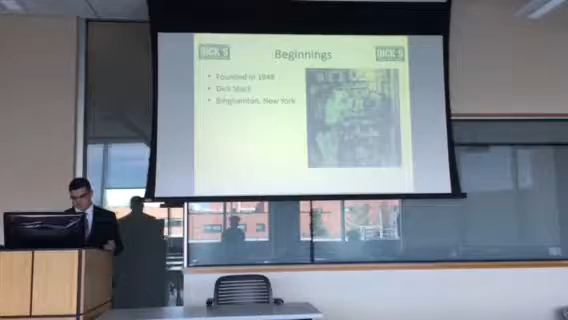 DICK'S
Beginnings
DICK'S
Founded in 1948
Dick Stack
Binghamton, New York